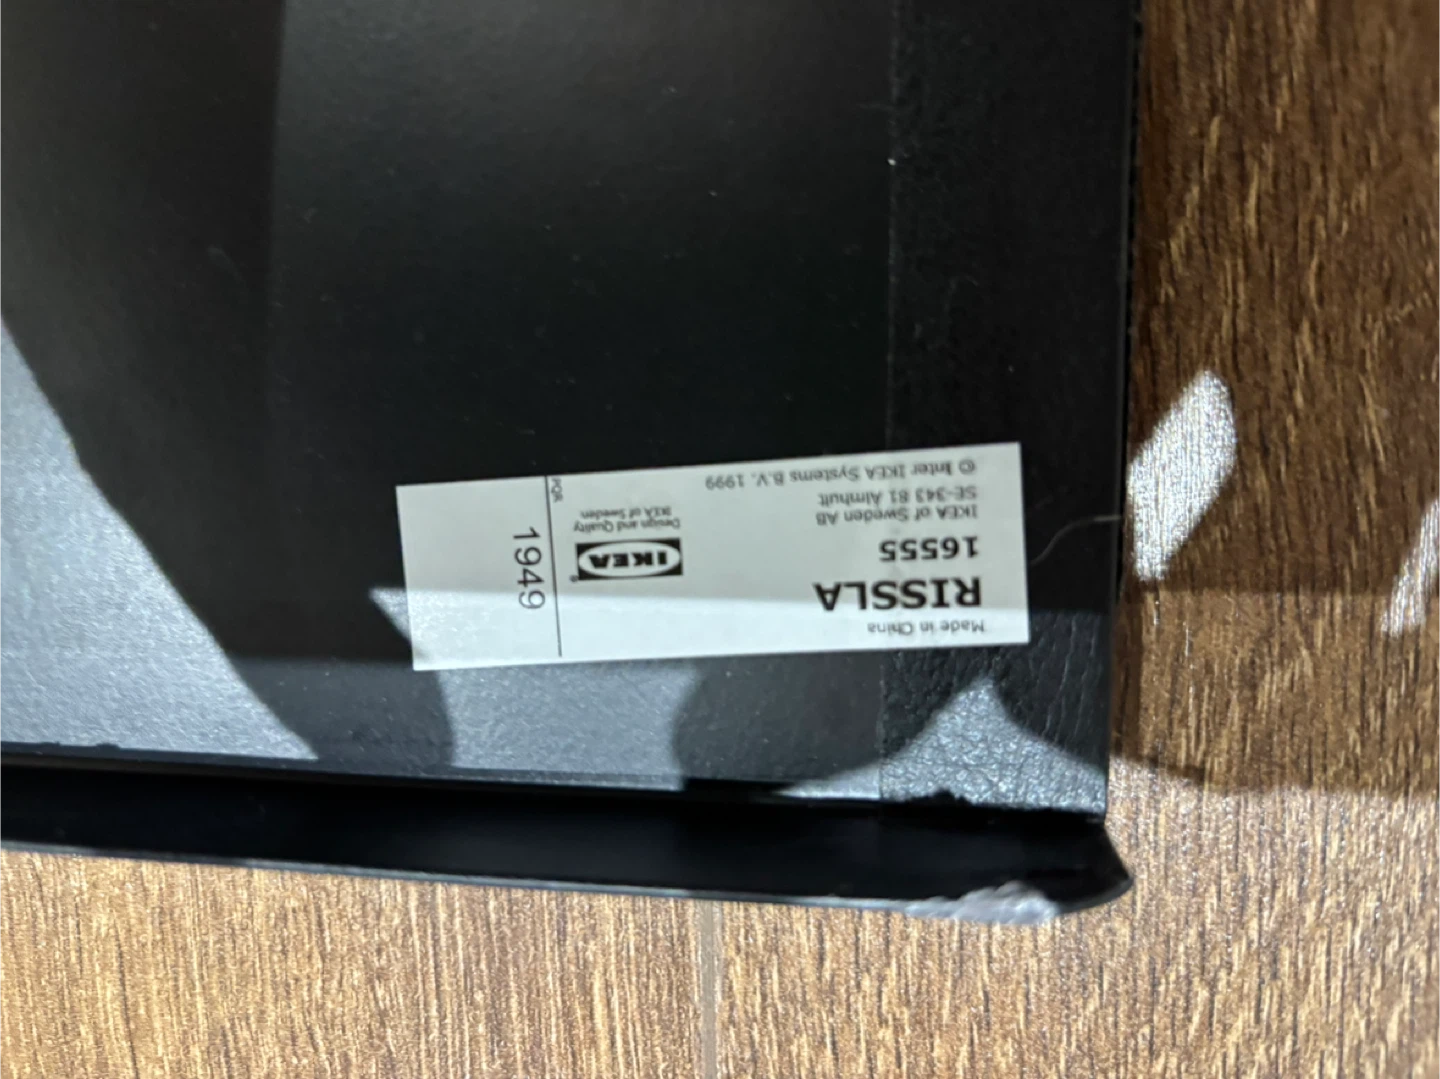 Made in China
RISSLA
16555
IKEA of Sweden AB
SE-343 81 Älmhult
© Inter IKEA Systems B.V. 1999
IKEA®
Design and Quality
IKEA of Sweden
PQR
1949